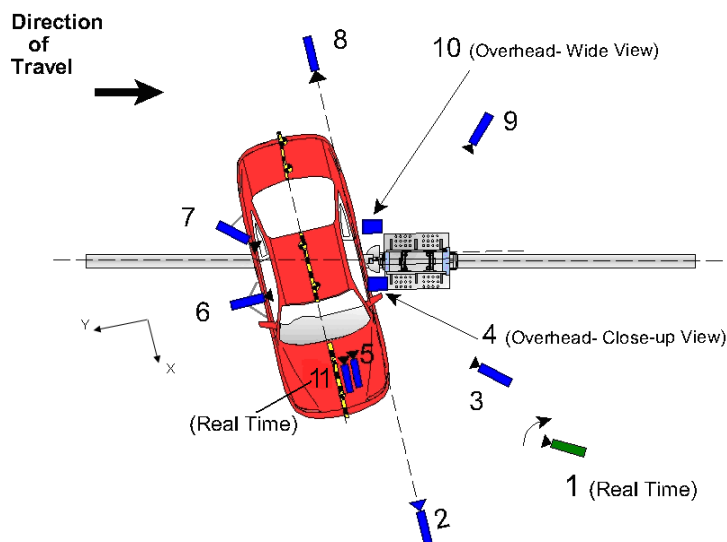 Direction
of
Travel
8
10 (Overhead- Wide View)
9
7
6
Y
X
4 (Overhead- Close-up View)
5
11
3
(Real Time)
1 (Real Time)
2